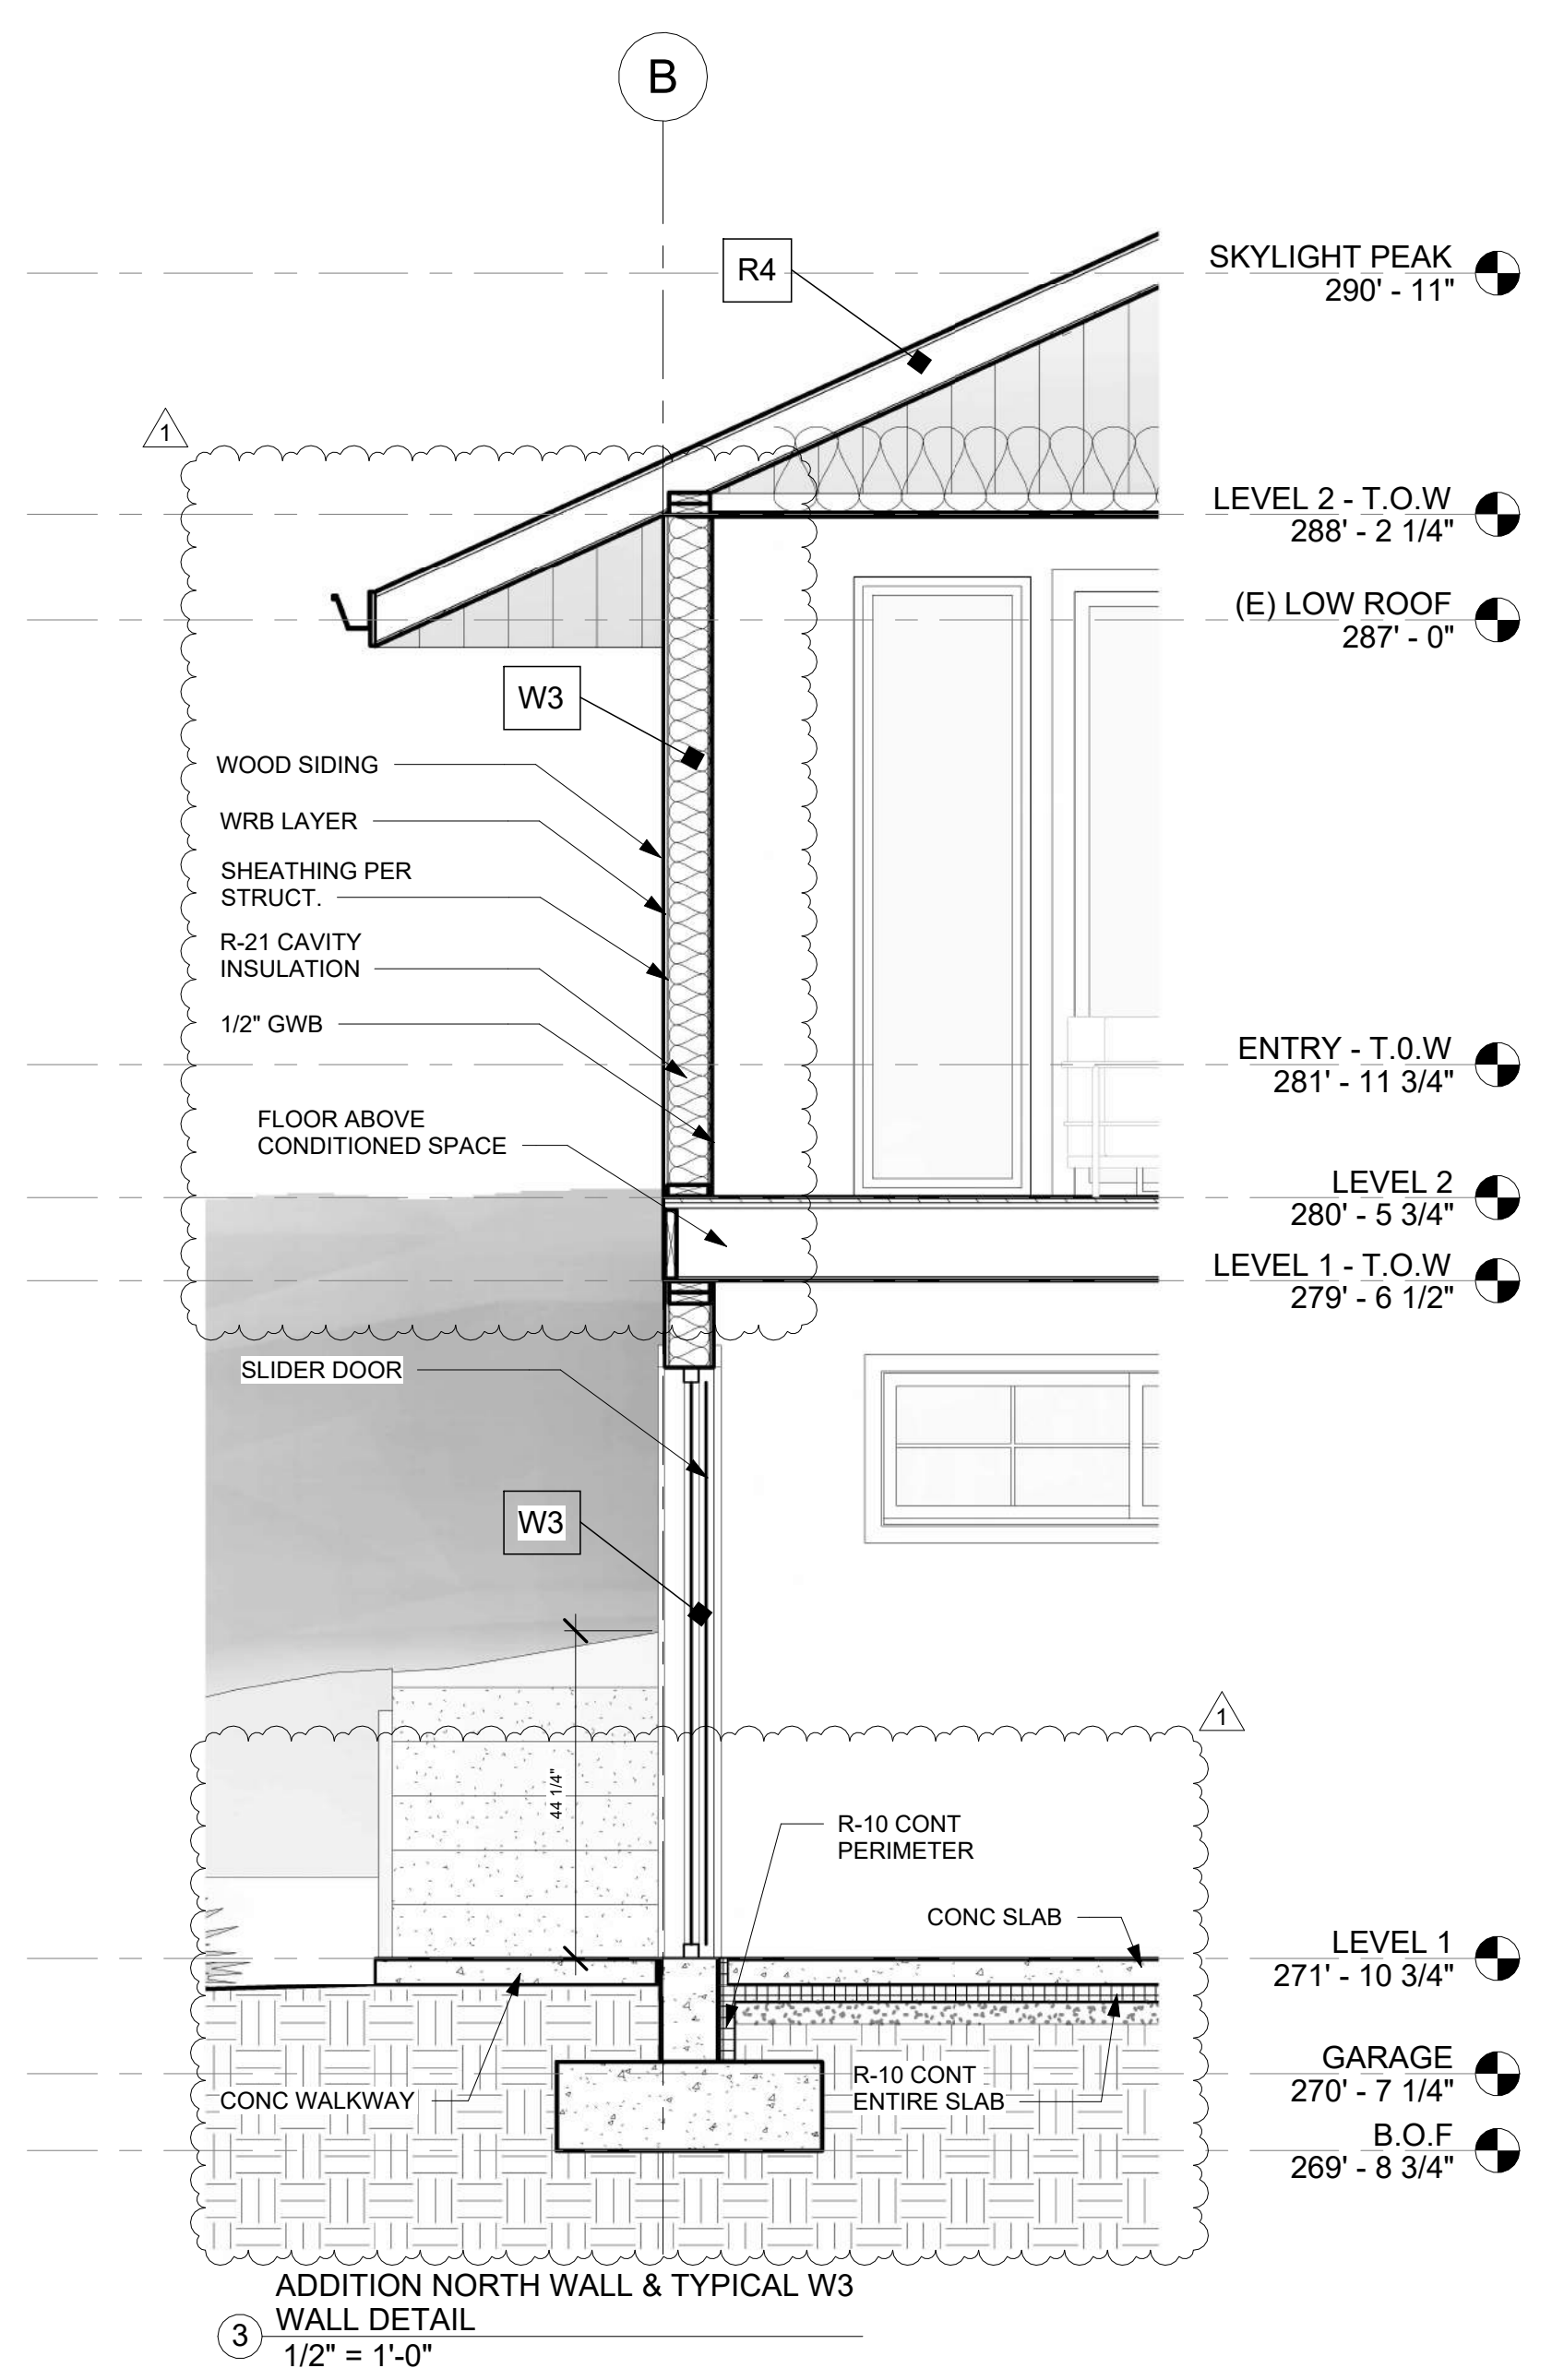 B
R4
SKYLIGHT PEAK
290' - 11"
1
LEVEL 2 - T.O.W
288' - 2 1/4"
(E) LOW ROOF
287' - 0"
W3
WOOD SIDING
WRB LAYER
SHEATHING PER
STRUCT.
R-21 CAVITY
INSULATION
1/2" GWB
ENTRY - T.0.W
281' - 11 3/4"
FLOOR ABOVE
CONDITIONED SPACE
LEVEL 2
280' - 5 3/4"
LEVEL 1 - T.O.W
279' - 6 1/2"
SLIDER DOOR
W3
1
44 1/4"
R-10 CONT
PERIMETER
CONC SLAB
LEVEL 1
271' - 10 3/4"
GARAGE
270' - 7 1/4"
R-10 CONT
ENTIRE SLAB
CONC WALKWAY
B.O.F
269' - 8 3/4"
ADDITION NORTH WALL & TYPICAL W3
WALL DETAIL
3
1/2" = 1'-0"